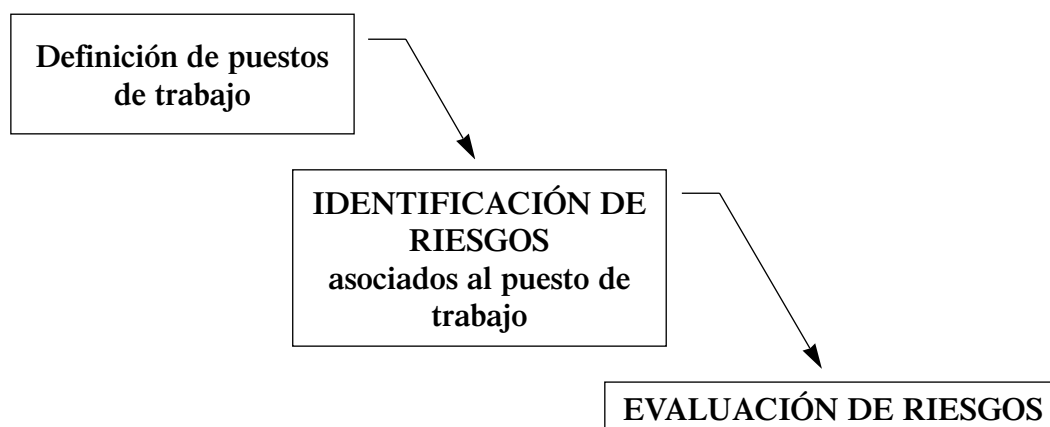 Definición de puestos
de trabajo
IDENTIFICACIÓN DE
RIESGOS
asociados al puesto de
trabajo
EVALUACIÓN DE RIESGOS